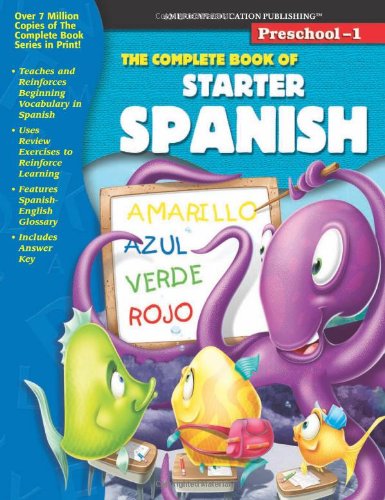 AMERICAN EDUCATION PUBLISHING™
Preschool–1
Over 7 Million
Copies of The
Complete Book
Series in Print!
• Teaches and
Reinforces
Beginning
Vocabulary in
Spanish
• Uses
Review
Exercises to
Reinforce
Learning
• Features
Spanish-
English
Glossary
• Includes
Answer
Key
THE COMPLETE BOOK OF
STARTER
SPANISH
AMARILLO
AZUL
VERDE
ROJO